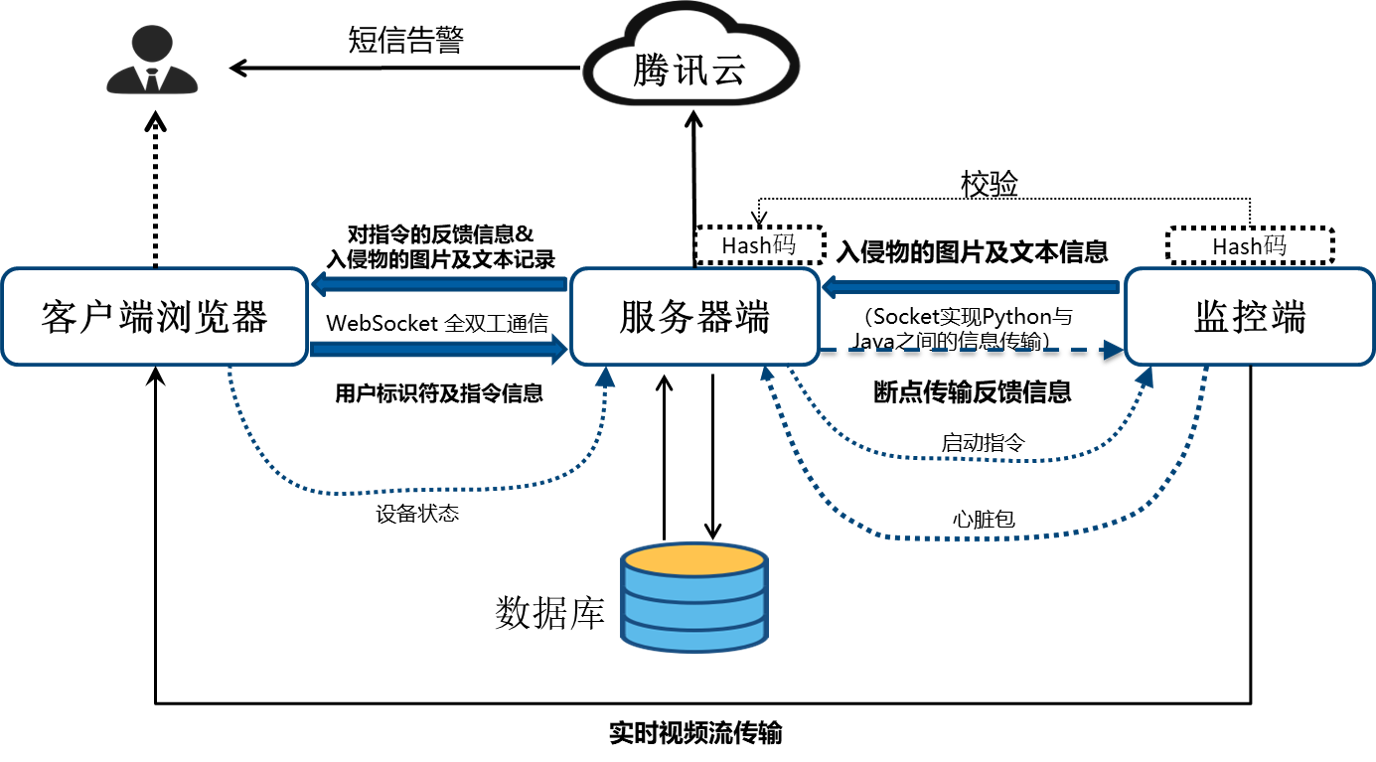 短信告警
腾讯云
校验
Hash码
Hash码
对指令的反馈信息&
入侵物的图片及文本记录
入侵物的图片及文本信息
客户端浏览器
WebSocket 全双工通信
服务器端
（Socket实现Python与
Java之间的信息传输）
监控端
用户标识符及指令信息
断点传输反馈信息
启动指令
设备状态
心脏包
数据库
实时视频流传输